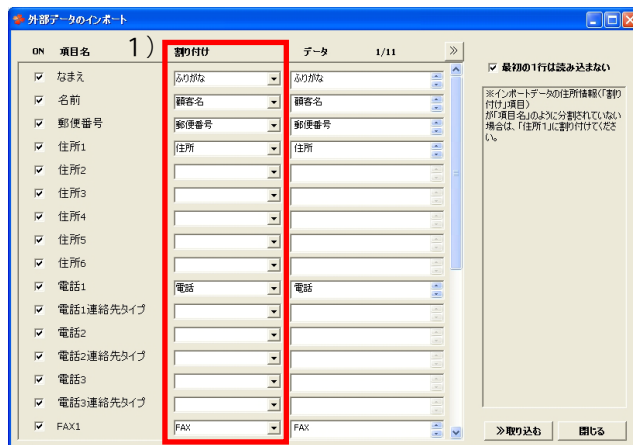 外部データのインポート
1)
ON 項目名 割り付け データ 1/11 »
なまえ ふりがな ふりがな
名前 顧客名 顧客名
郵便番号 郵便番号 郵便番号
住所1 住所 住所
住所2
住所3
住所4
住所5
住所6
電話1 電話 電話
電話1連絡先タイプ
電話2
電話2連絡先タイプ
電話3
電話3連絡先タイプ
FAX1 FAX FAX
最初の1行は読み込まない
※インポートデータの住所情報(「割り
付け」項目)
が「項目名」のように分割されていない
場合は、「住所1」に割り付けてくださ
い。
»取り込む 閉じる